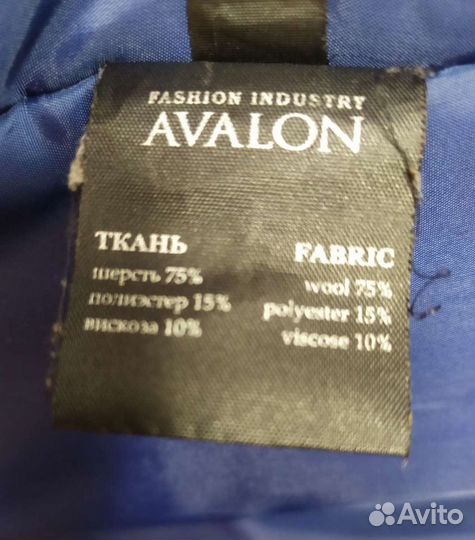 FASHION INDUSTRY
AVALON
ТКАНЬ
шерсть 75%
полиэстер 15%
вискоза 10%
FABRIC
wool 75%
polyester 15%
viscose 10%
Avito